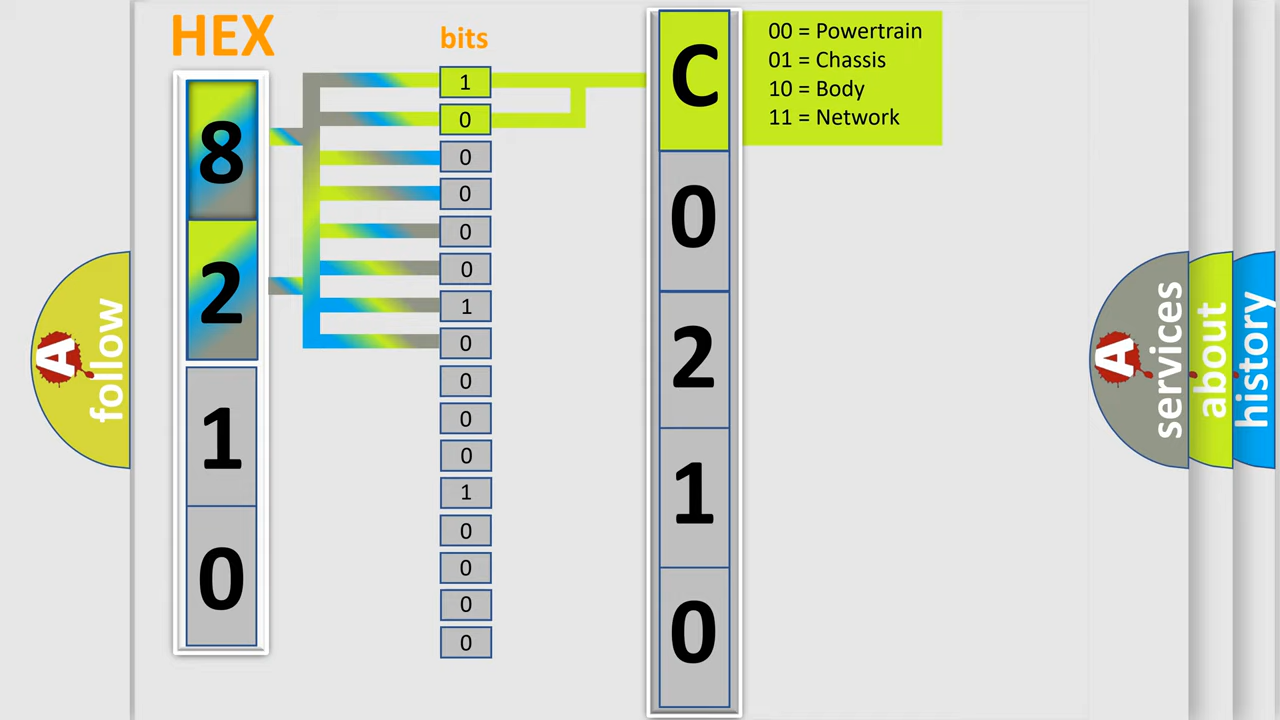 HEX
8
2
1
0
bits
1
0
0
0
0
0
1
0
0
0
0
1
0
0
0
0
C
0
2
1
0
00 = Powertrain
01 = Chassis
10 = Body
11 = Network
A follow
A services
about
history